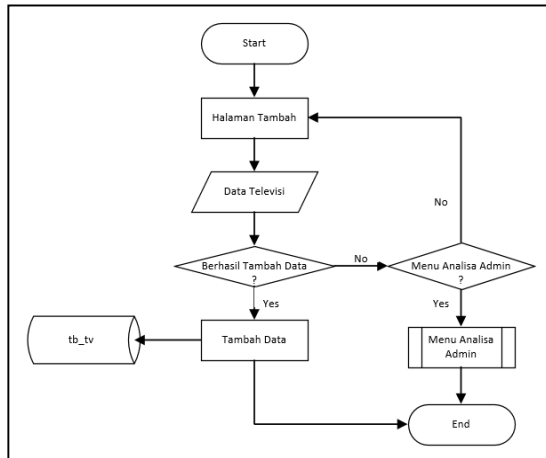 Start
Halaman Tambah
Data Televisi
No
Berhasil Tambah Data
?
No
Menu Analisa Admin
?
Yes
Yes
tb_tv
Tambah Data
Menu Analisa
Admin
End